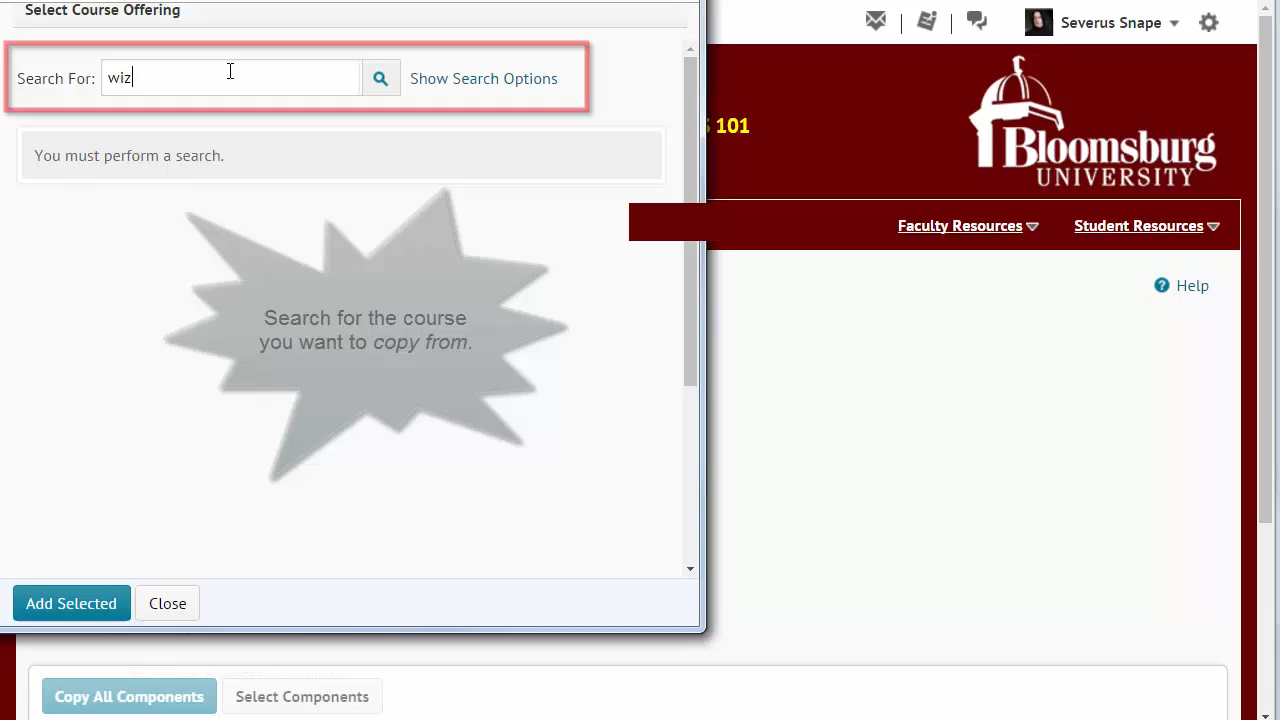 Select Course Offering
Severus Snape
Search For: wiz Show Search Options
101
Bloomsburg
UNIVERSITY
You must perform a search.
Faculty Resources Student Resources
? Help
Search for the course
you want to copy from.
Add Selected Close
Copy All Components Select Components